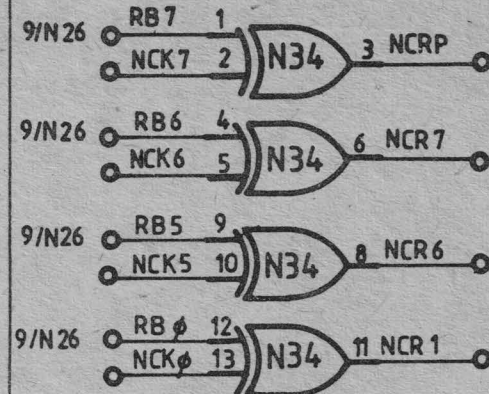 9/N26 RB7 1
NCK7 2 N34 3 NCRP
9/N26 RB6 4
NCK6 5 N34 6 NCR7
9/N26 RB5 9
NCK5 10 N34 8 NCR6
9/N26 RBφ 12
NCKφ 13 N34 11 NCR1